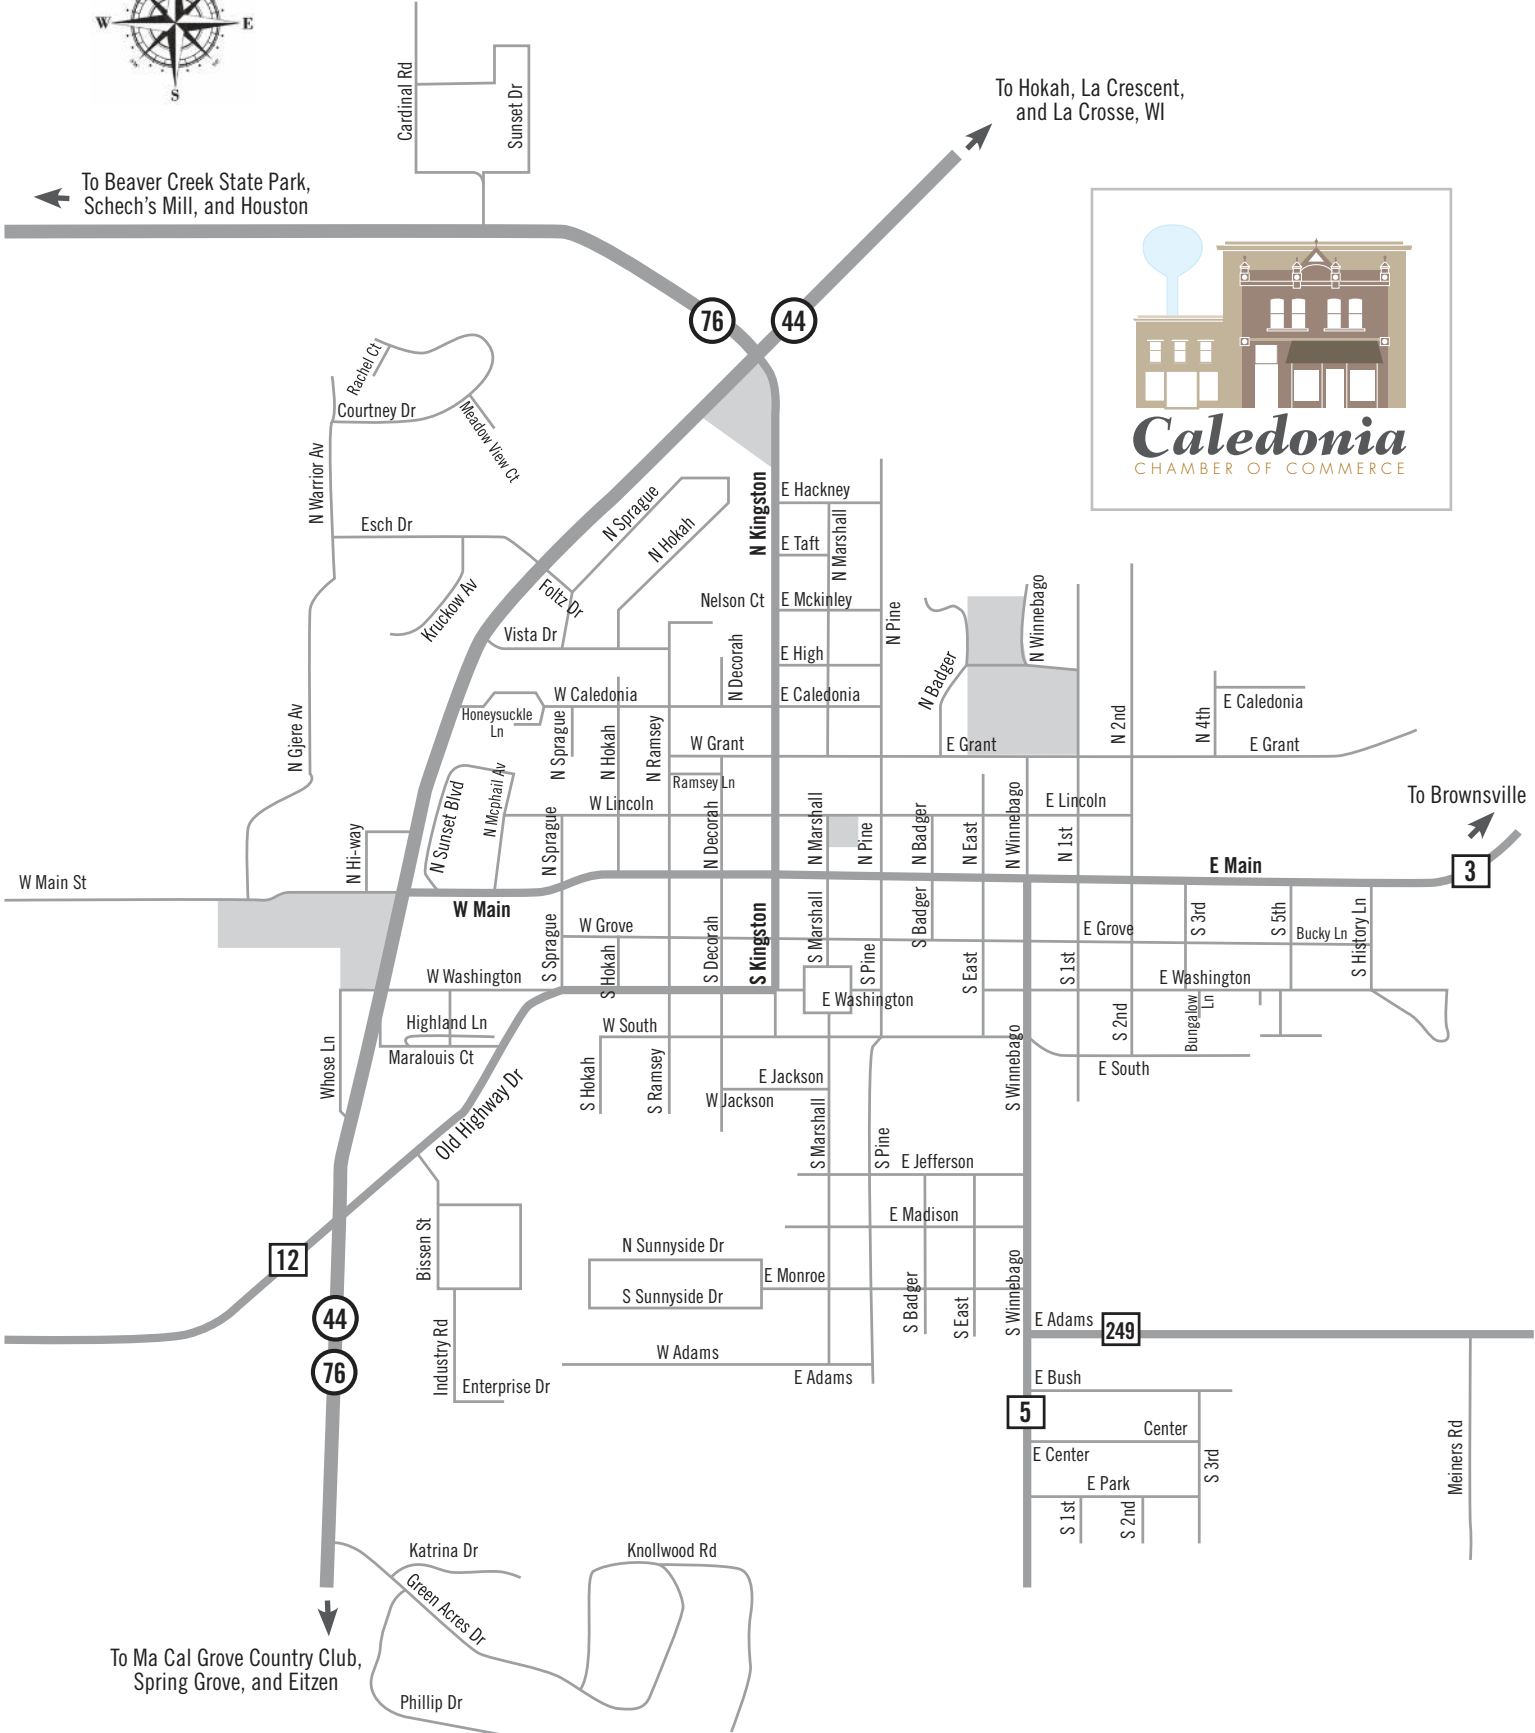 W
E
S
Cardinal Rd
Sunset Dr
To Hokah, La Crescent,
and La Crosse, WI
To Beaver Creek State Park,
Schech's Mill, and Houston
76
44
Caledonia
CHAMBER OF COMMERCE
Rachel Ct
Courtney Dr
Meadow View Ct
N Warrior Av
Esch Dr
N Sprague
N Hokah
N Kingston
E Hackney
E Taft
N Marshall
Kruckow Av
Foltz Dr
Nelson Ct
E Mckinley
N Pine
Vista Dr
N Decorah
E High
N Badger
N Winnebago
W Caledonia
E Caledonia
E Caledonia
Honeysuckle
Ln
N Gjere Av
N Sprague
N Hokah
N Ramsey
W Grant
E Grant
N 2nd
N 4th
E Grant
Ramsey Ln
N Sunset Blvd
N Mcphail Av
W Lincoln
E Lincoln
To Brownsville
N Hi-way
N Sprague
N Decorah
N Marshall
N Pine
N Badger
N East
N Winnebago
N 1st
E Main
3
W Main St
W Main
S Sprague
W Grove
S Hokah
S Decorah
S Kingston
S Marshall
S Pine
S Badger
S East
S 1st
E Grove
S 3rd
S 5th
Bucky Ln
S History Ln
W Washington
E Washington
E Washington
Highland Ln
Maralouis Ct
Whose Ln
W South
S 2nd
Bungalow
Ln
E South
S Hokah
S Ramsey
E Jackson
W Jackson
S Winnebago
Old Highway Dr
S Marshall
S Pine
E Jefferson
E Madison
Bissen St
12
N Sunnyside Dr
S Sunnyside Dr
E Monroe
S Badger
S East
S Winnebago
E Adams
249
44
76
Industry Rd
Enterprise Dr
W Adams
E Adams
E Bush
5
Center
E Center
S 3rd
E Park
S 1st
S 2nd
Meiners Rd
Katrina Dr
Green Acres Dr
Knollwood Rd
To Ma Cal Grove Country Club,
Spring Grove, and Eitzen
Phillip Dr